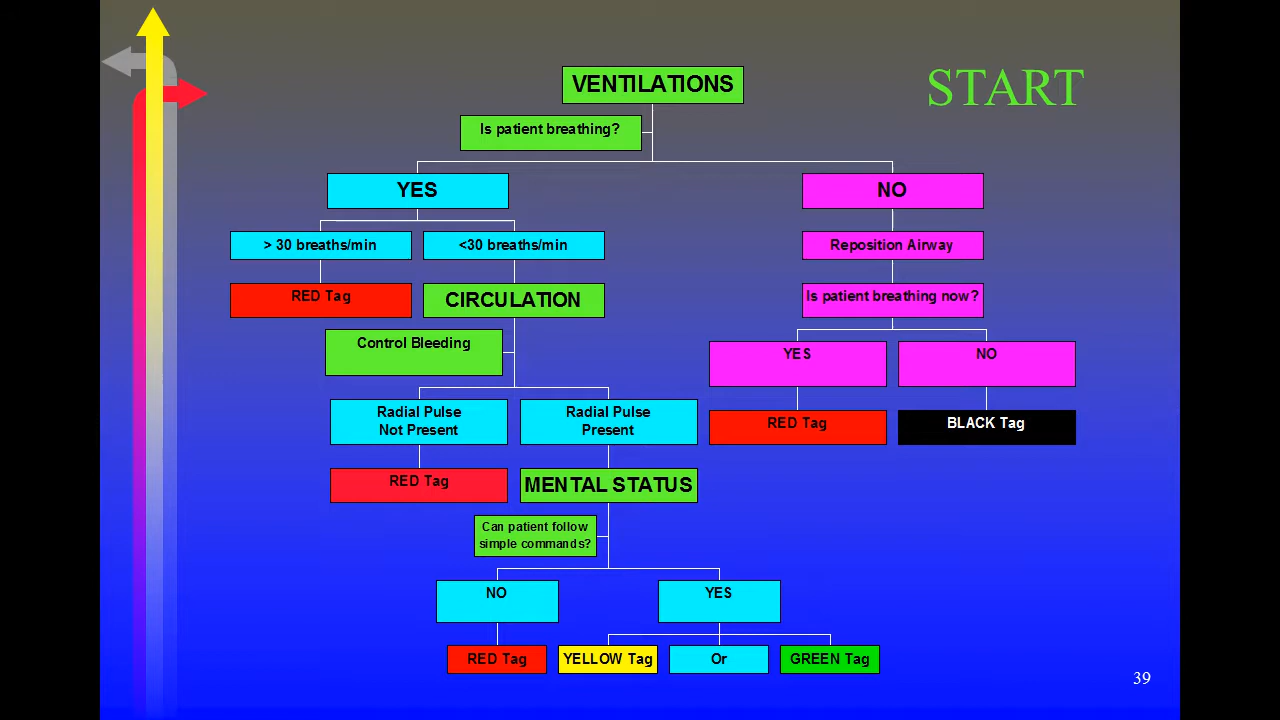 START
VENTILATIONS
Is patient breathing?
YES
NO
> 30 breaths/min
<30 breaths/min
Reposition Airway
RED Tag
CIRCULATION
Is patient breathing now?
Control Bleeding
YES
NO
Radial Pulse
Not Present
Radial Pulse
Present
RED Tag
BLACK Tag
RED Tag
MENTAL STATUS
Can patient follow
simple commands?
NO
YES
RED Tag
YELLOW Tag
Or
GREEN Tag
39